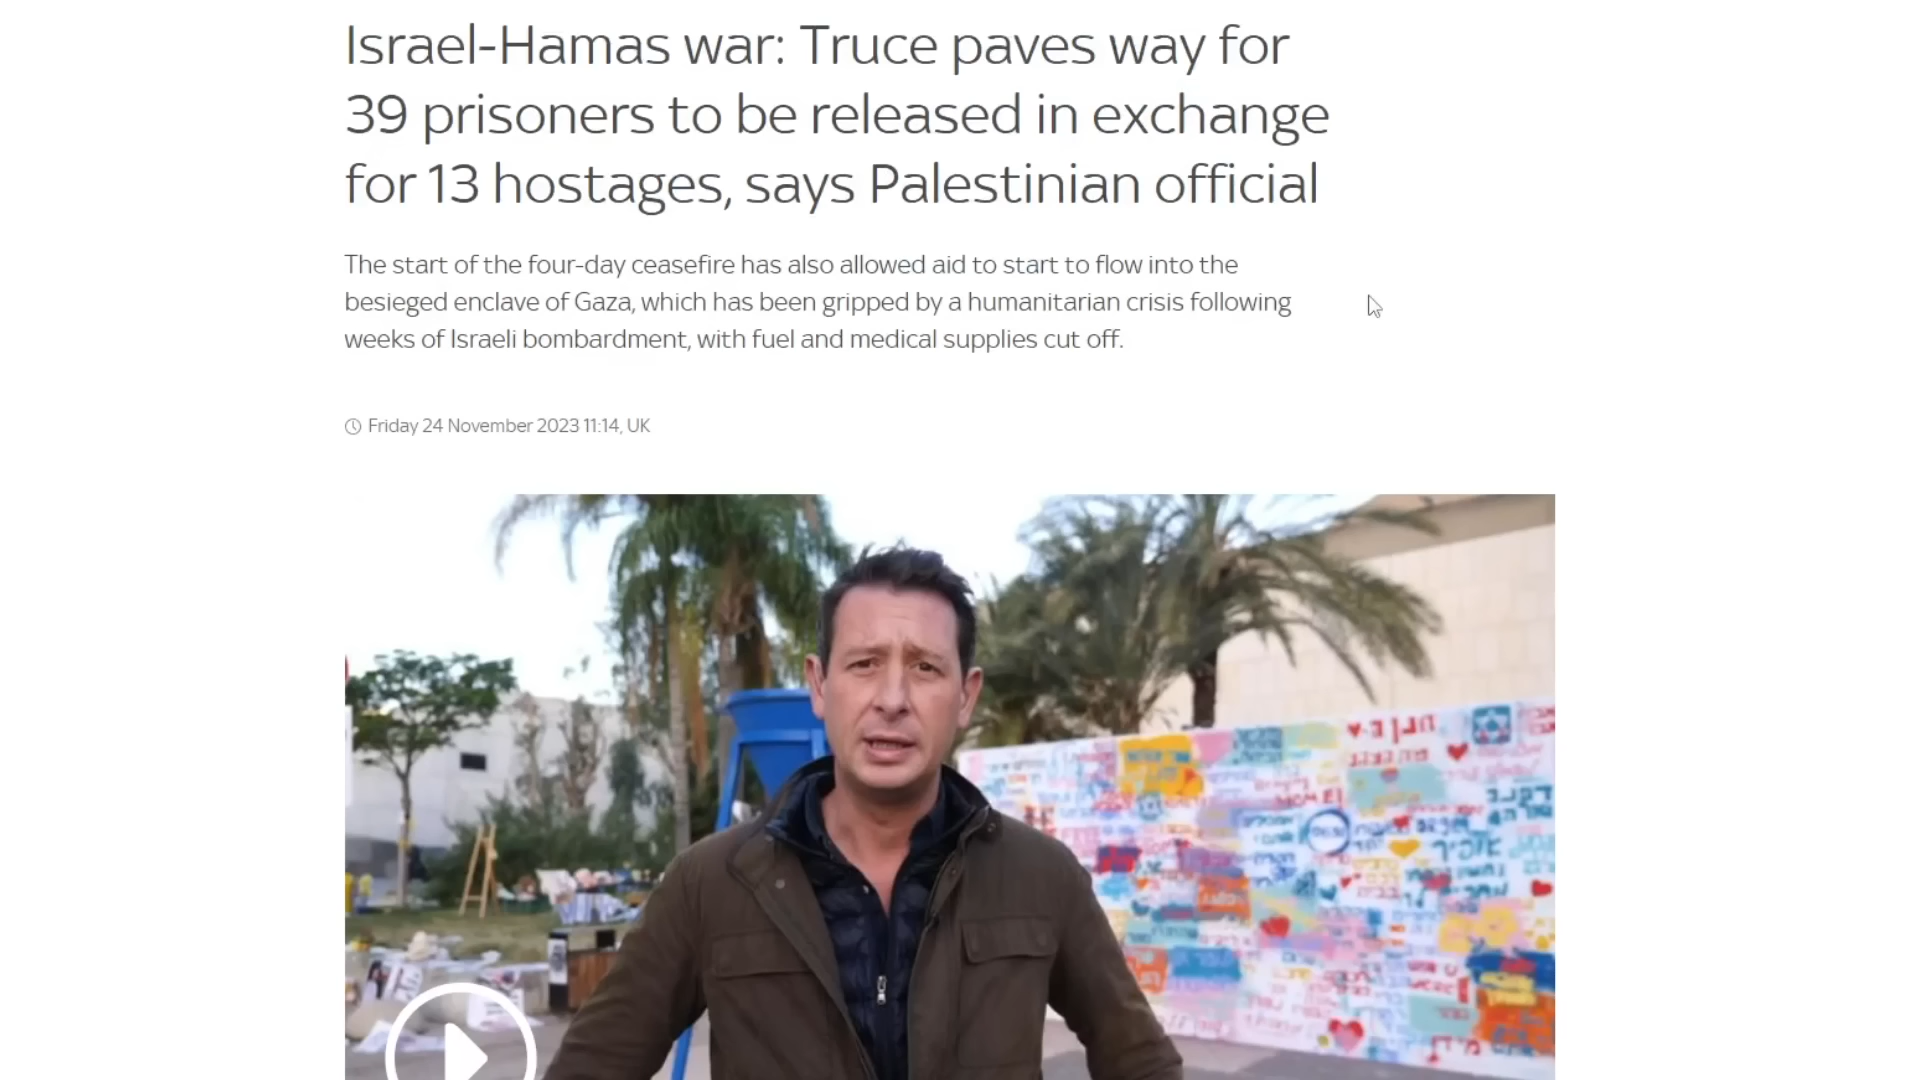 Israel-Hamas war: Truce paves way for
39 prisoners to be released in exchange
for 13 hostages, says Palestinian official
The start of the four-day ceasefire has also allowed aid to start to flow into the
besieged enclave of Gaza, which has been gripped by a humanitarian crisis following
weeks of Israeli bombardment, with fuel and medical supplies cut off.
Friday 24 November 2023 11:14, UK